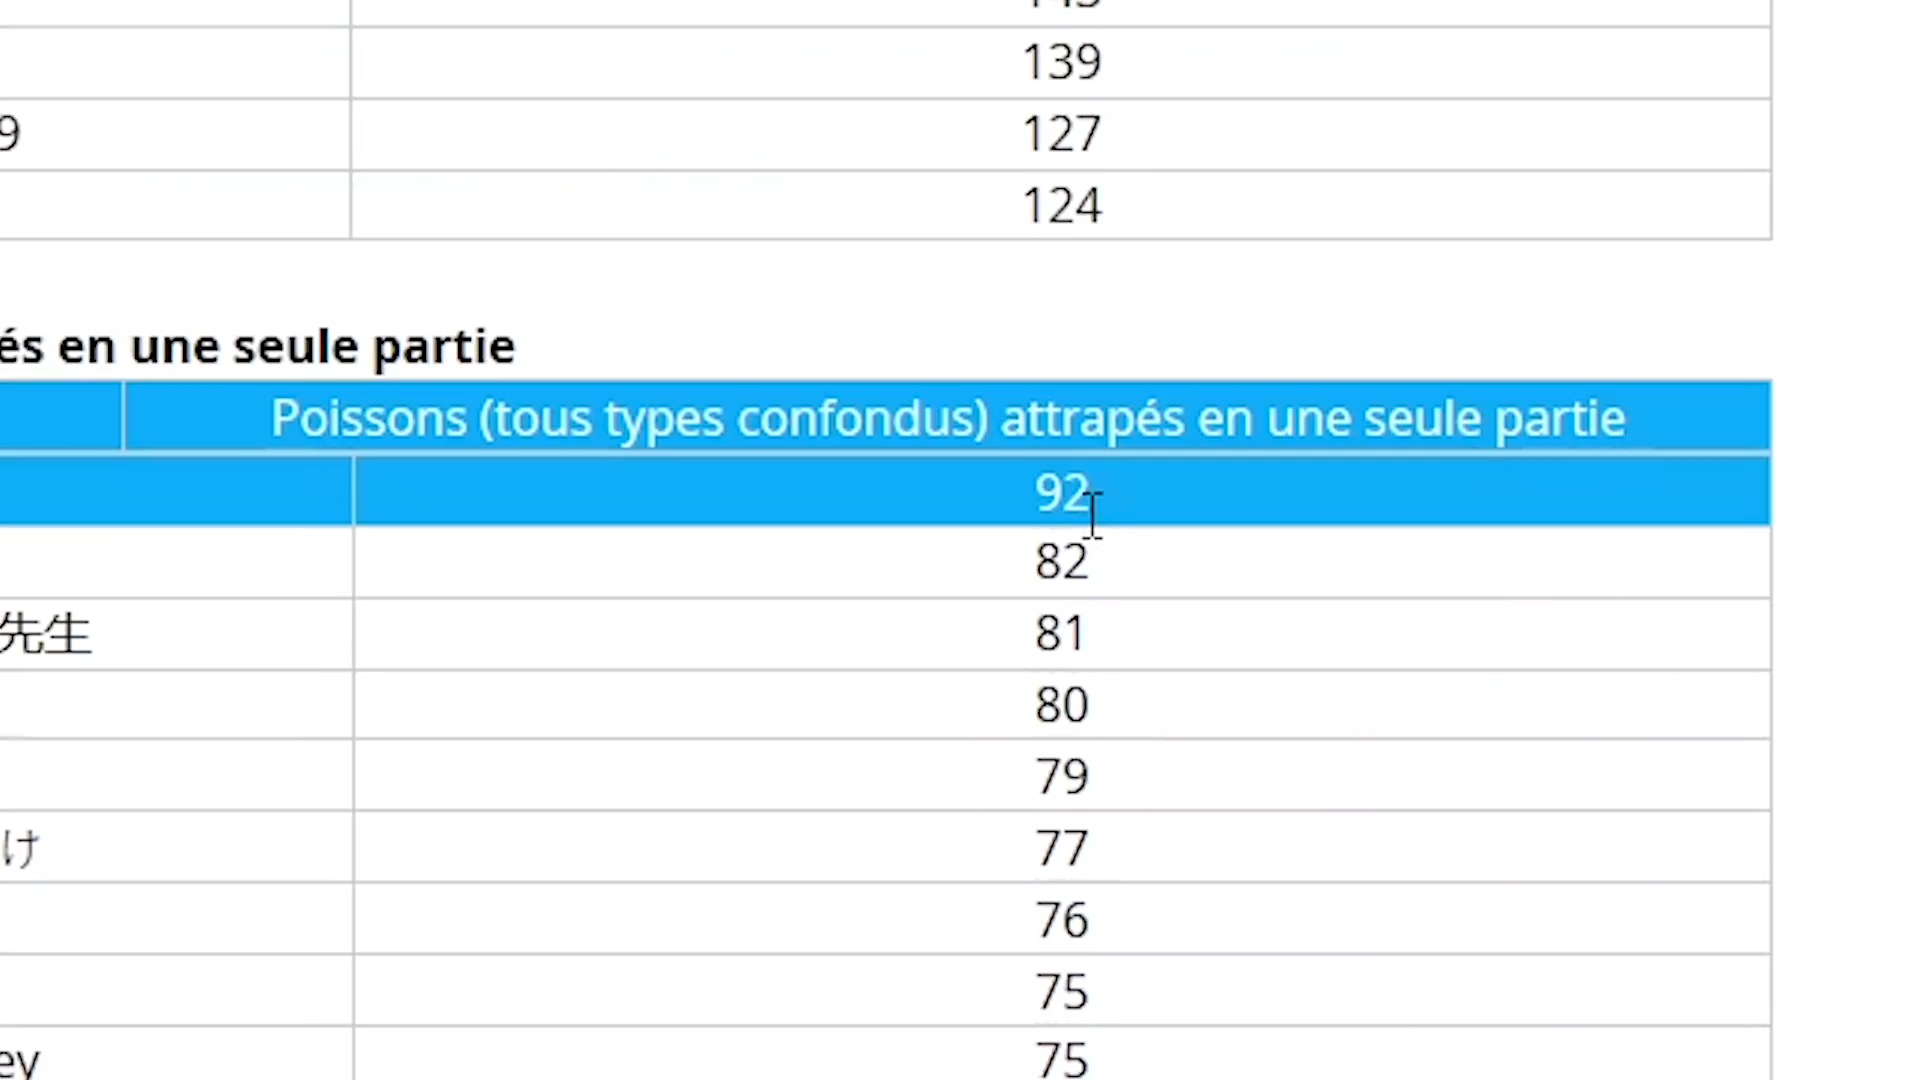 139
9 127
124
és en une seule partie
Poissons (tous types confondus) attrapés en une seule partie
92
82
先生 81
80
79
け 77
76
75
ey 75